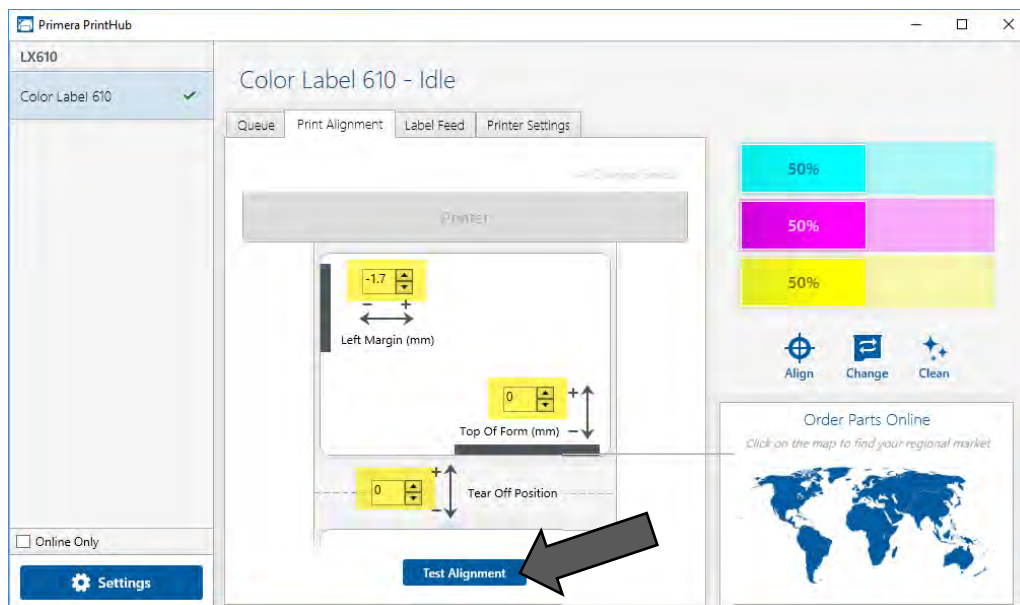 Primera PrintHub
LX610
Color Label 610
Color Label 610 - Idle
Queue
Print Alignment
Label Feed
Printer Settings
Printer
-1.7
- +
Left Margin (mm)
0
+
Top Of Form (mm)
-
0
+
-
Tear Off Position
Test Alignment
50%
50%
50%
Align
Change
Clean
Order Parts Online
Click on the map to find your regional market
Online Only
Settings